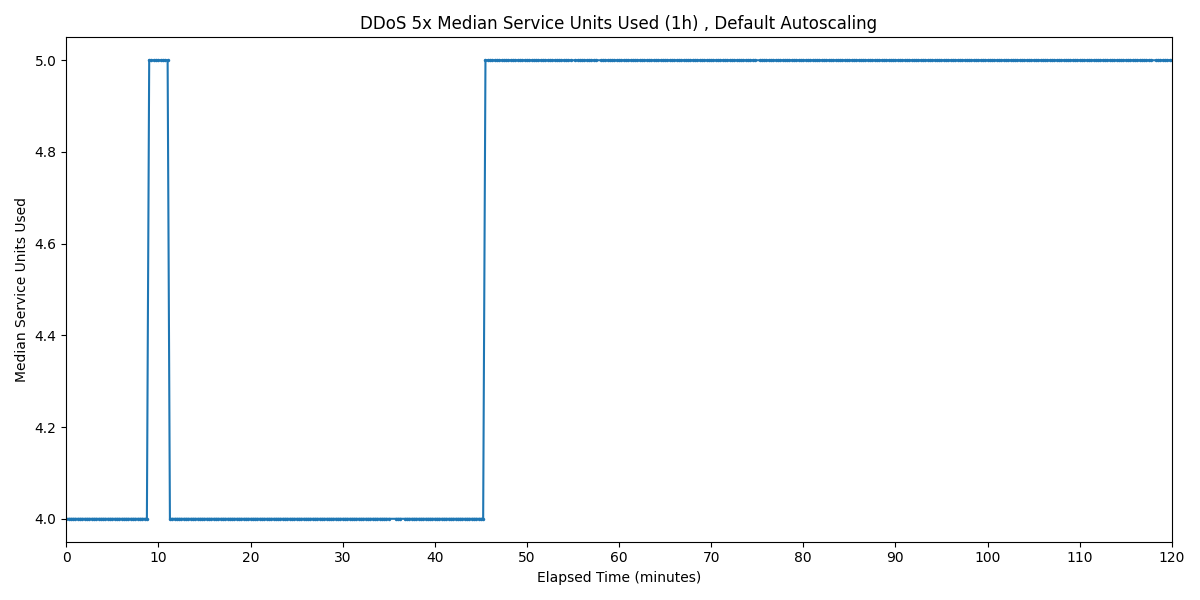 DDoS 5x Median Service Units Used (1h) , Default Autoscaling
Median Service Units Used
5.0
4.8
4.6
4.4
4.2
4.0
0 10 20 30 40 50 60 70 80 90 100 110 120
Elapsed Time (minutes)